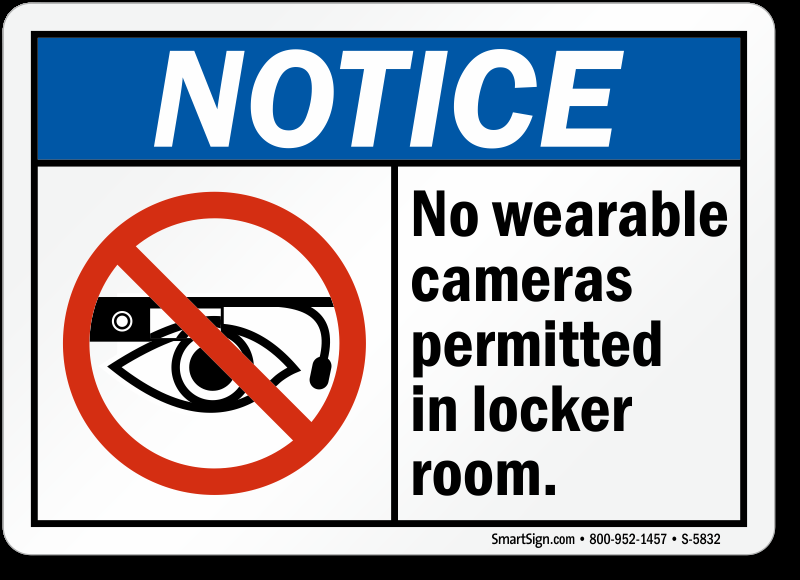 NOTICE
No wearable
cameras
permitted
in locker
room.
SmartSign.com • 800-952-1457 • S-5832